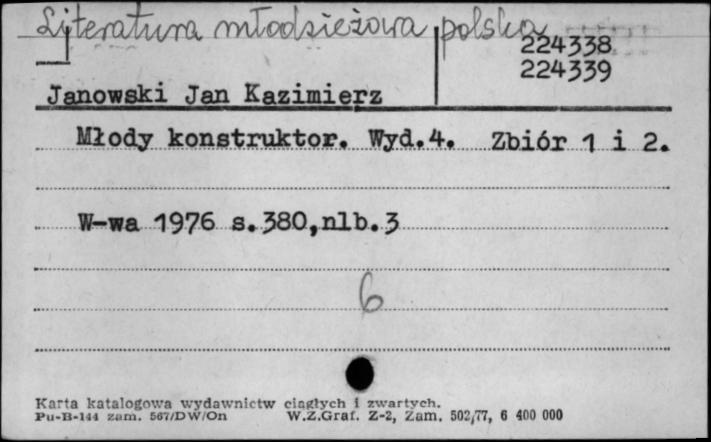 Literatura młodzieżowa polska
224338
224339
Janowski Jan Kazimierz
Młody konstruktor. Wyd.4. Zbiór 1 i 2.
W-wa 1976 s.380,nlb.3
6
Karta katalogowa wydawnictw ciągłych i zwartych.
Pu-B-144 zam. 567/DW/On W.Z.Graf. Z-2, Zam. 502/77, 6 400 000